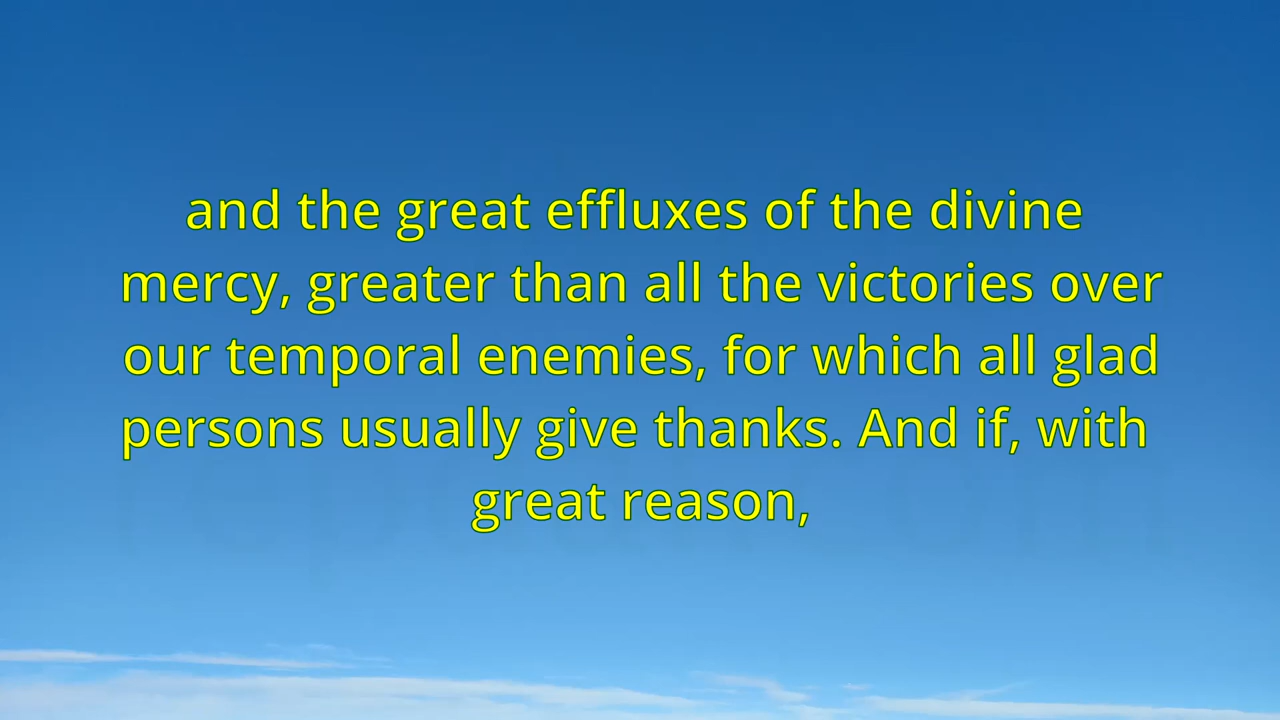 and the great effluxes of the divine
mercy, greater than all the victories over
our temporal enemies, for which all glad
persons usually give thanks. And if, with
great reason,